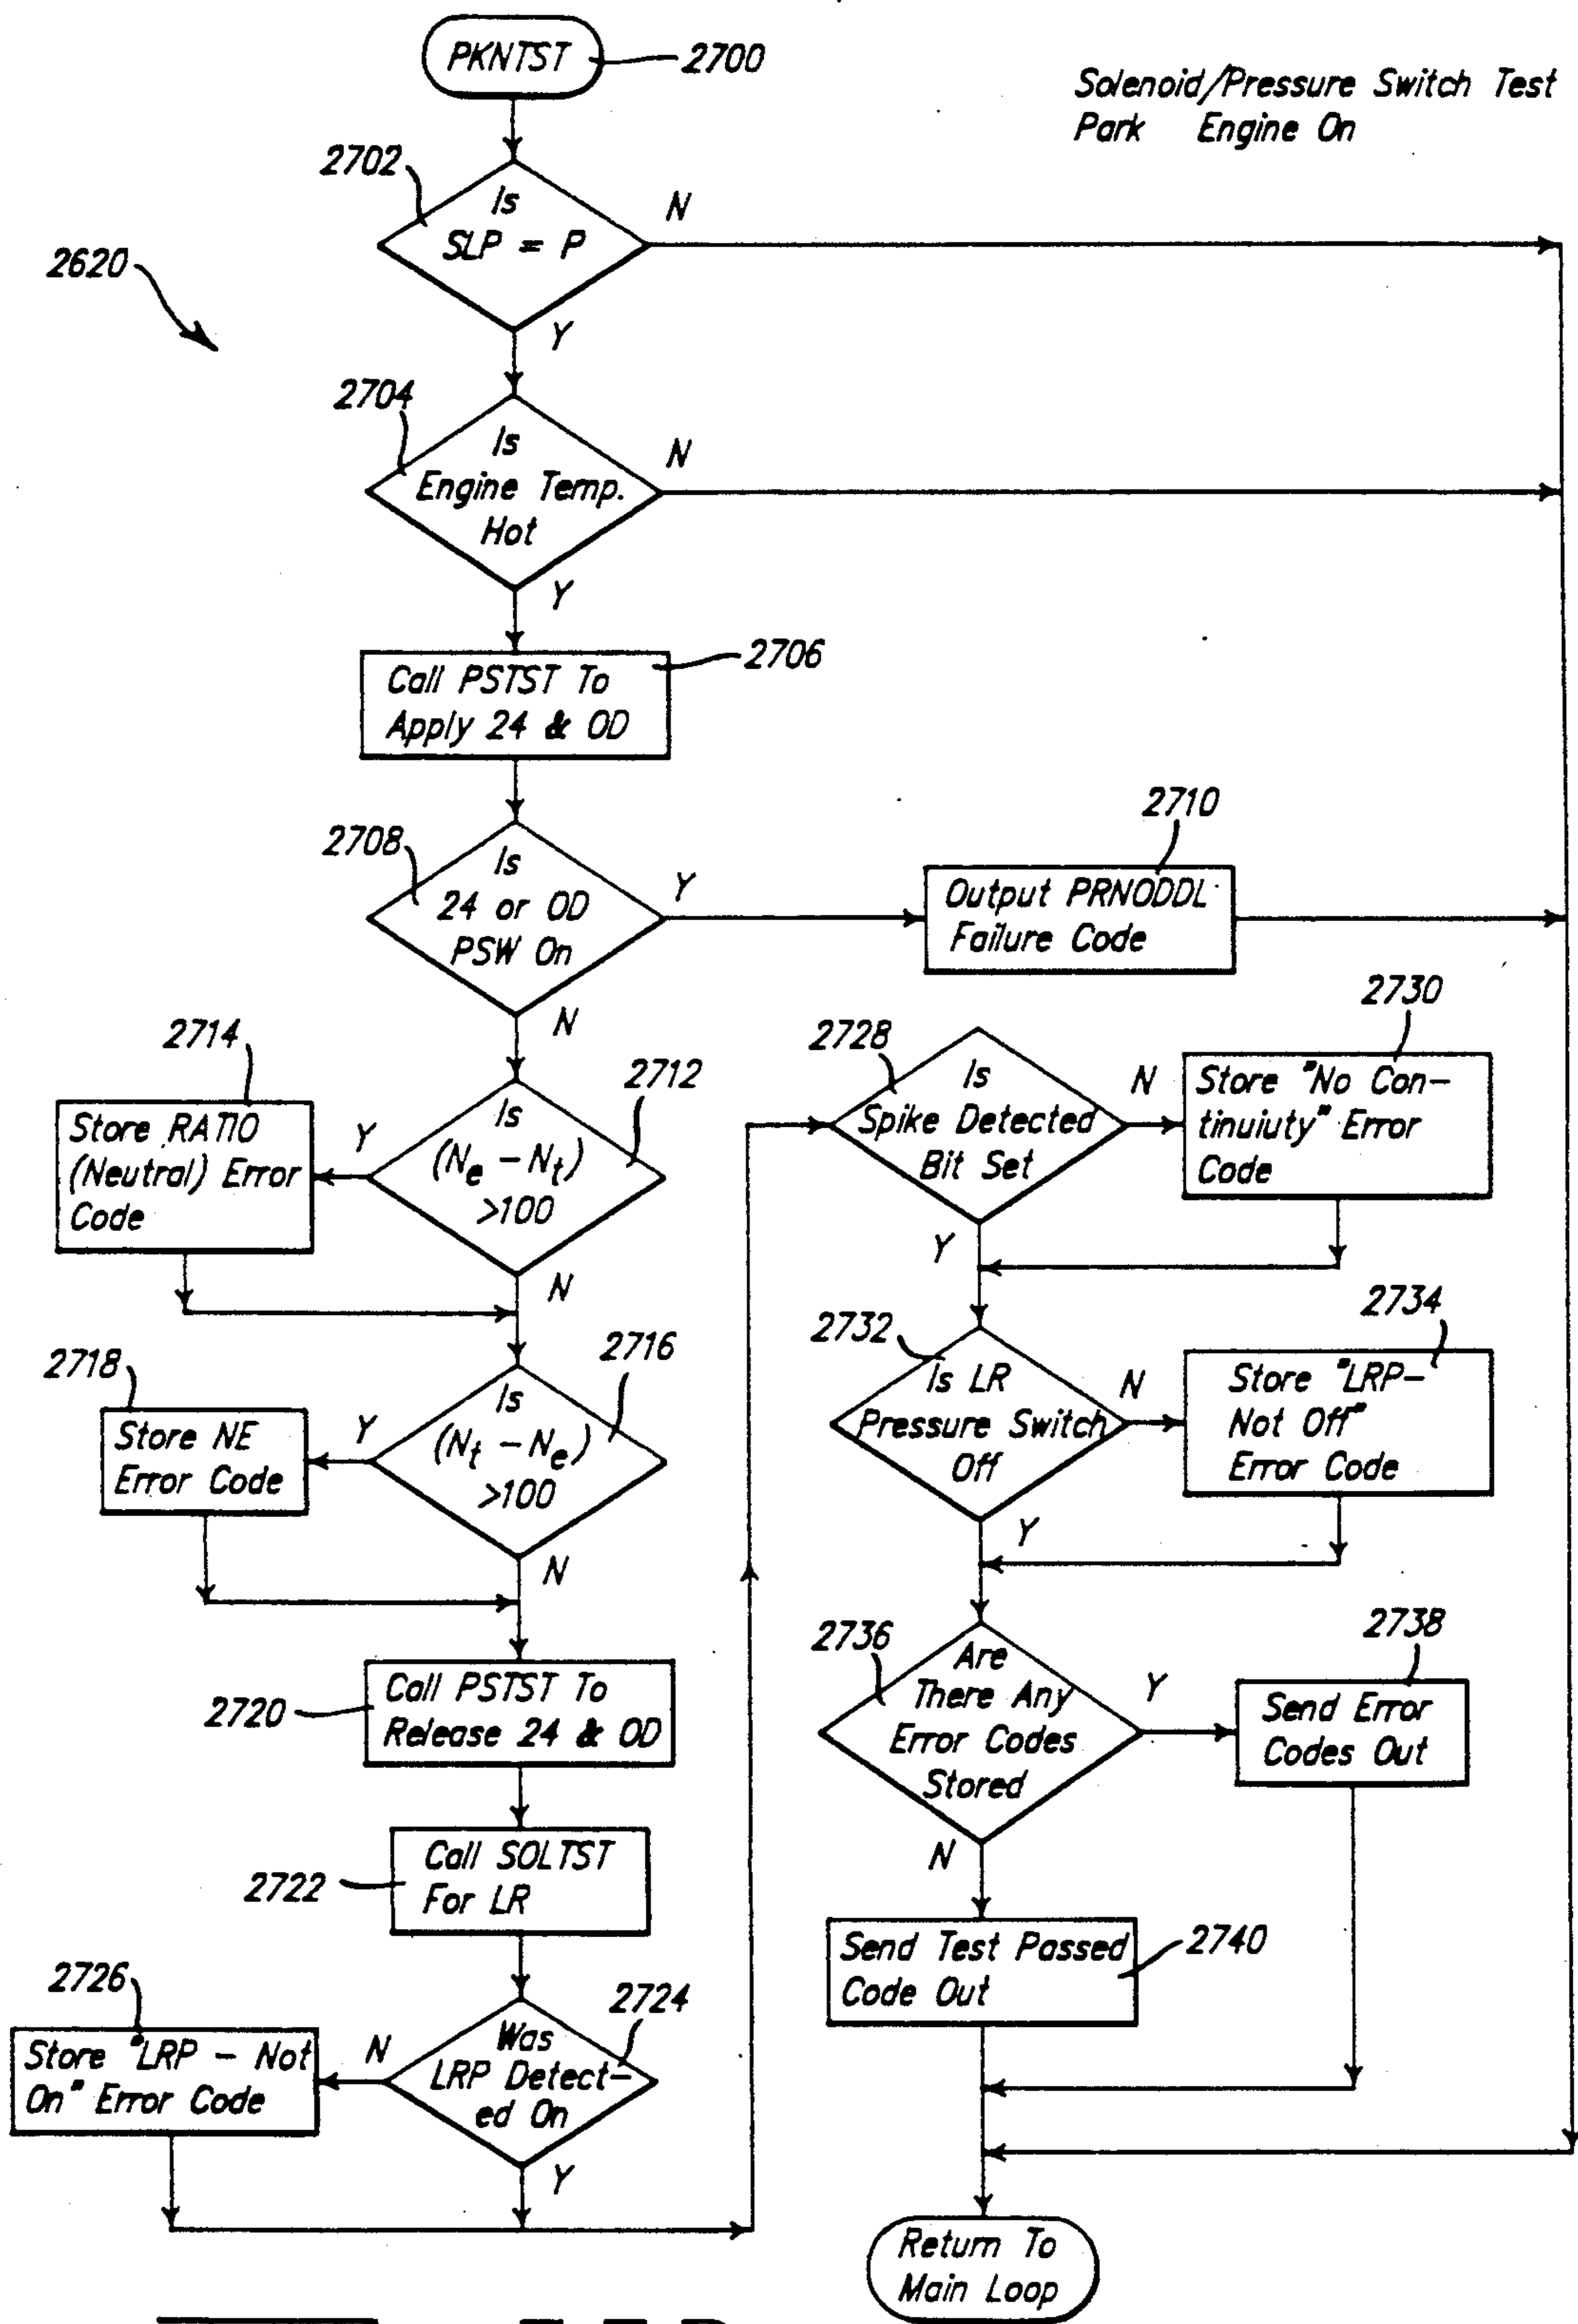 PKNTST
2700
Solenoid/Pressure Switch Test
Park Engine On
2702
Is
SLP = P
N
Y
2620
2704
Is
Engine Temp.
Hot
N
Y
2706
Call PSTST To
Apply 24 & OD
2708
Is
24 or OD
PSW On
Y
N
2710
Output PRNODDL
Failure Code
2714
Store RATIO
(Neutral) Error
Code
2712
Is
(Ne - Nt)
>100
Y
N
2718
Store NE
Error Code
2716
Is
(Nt - Ne)
>100
Y
N
2720
Call PSTST To
Release 24 & OD
2722
Call SOLTST
For LR
2726
Store "LRP - Not
On" Error Code
2724
Was
LRP Detect-
ed On
N
Y
2728
Is
Spike Detected
Bit Set
N
Y
2730
Store "No Con-
tinuiuty" Error
Code
2732
Is LR
Pressure Switch
Off
N
Y
2734
Store "LRP-
Not Off"
Error Code
2736
Are
There Any
Error Codes
Stored
Y
N
2738
Send Error
Codes Out
2740
Send Test Passed
Code Out
Return To
Main Loop